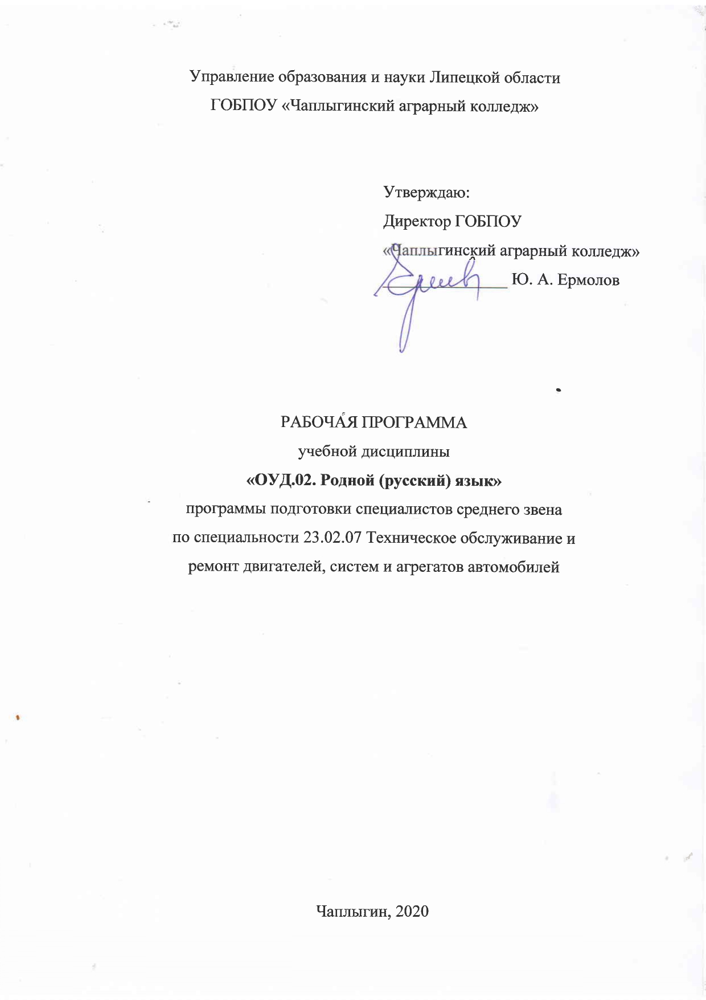 Управление образования и науки Липецкой области
ГОБПОУ «Чаплыгинский аграрный колледж»
Утверждаю:
Директор ГОБПОУ
«Чаплыгинский аграрный колледж»
Ю. А. Ермолов
РАБОЧАЯ ПРОГРАММА
учебной дисциплины
«ОУД.02. Родной (русский) язык»
программы подготовки специалистов среднего звена
по специальности 23.02.07 Техническое обслуживание и
ремонт двигателей, систем и агрегатов автомобилей
Чаплыгин, 2020